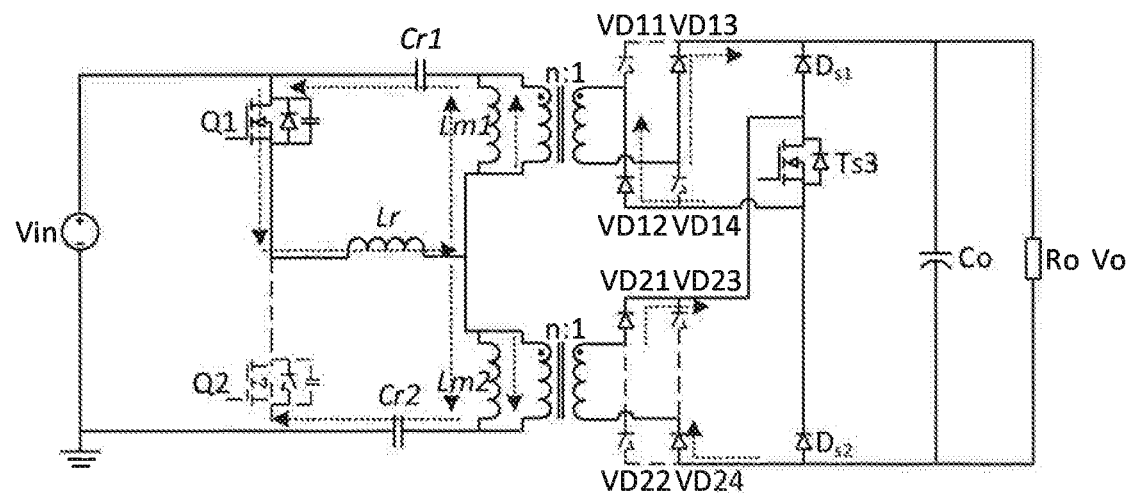 VD11 VD13
Cr1
n:1
Ds1
Q1
Lm1
Ts3
Lr
VD12 VD14
Vin
Co
Ro Vo
VD21 VD23
n:1
Q2
Cr2
Lm2
Ds2
VD22 VD24